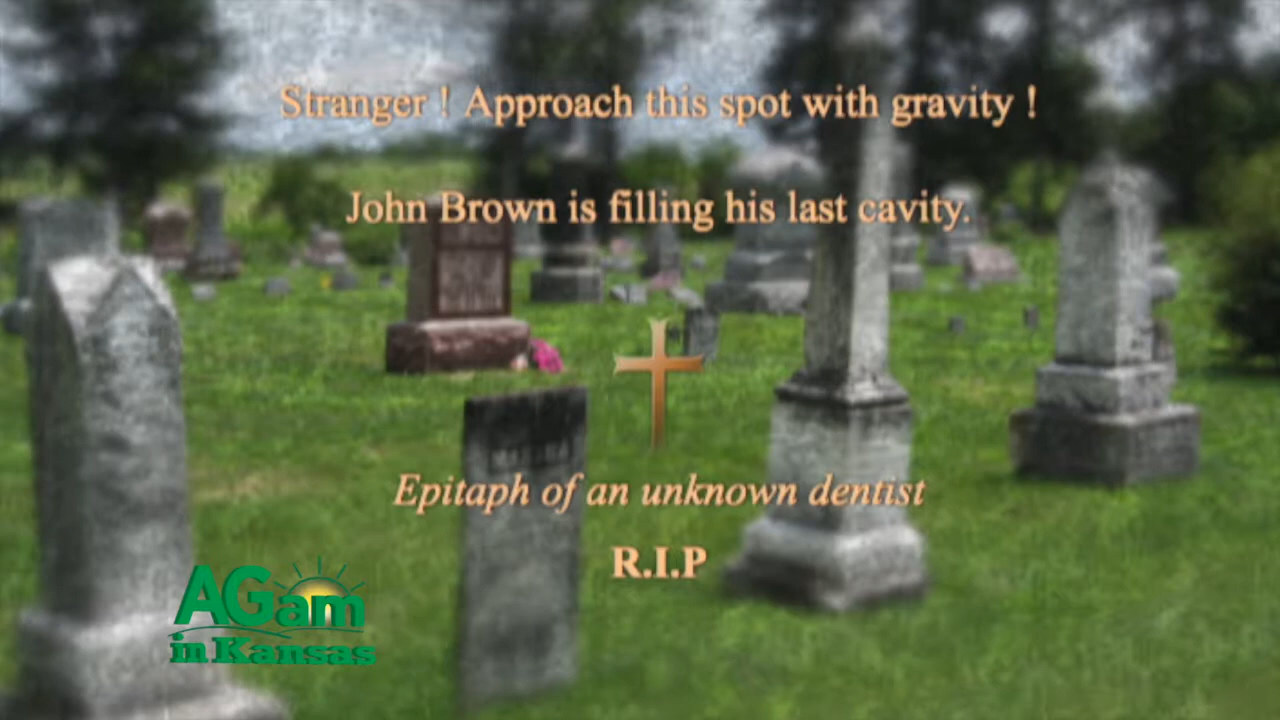 Stranger ! Approach this spot with gravity !
John Brown is filling his last cavity.
Epitaph of an unknown dentist
R.I.P
AGam
in Kansas